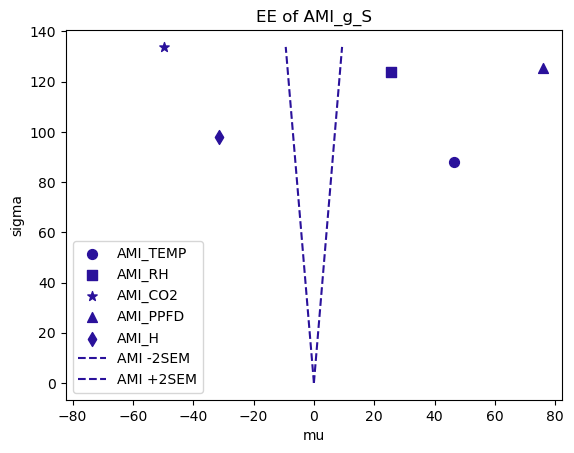 EE of AMI_g_S
140
120
100
80
60
40
20
0
sigma
AMI_TEMP
AMI_RH
AMI_CO2
AMI_PPFD
AMI_H
AMI -2SEM
AMI +2SEM
−80 −60 −40 −20 0 20 40 60 80
mu